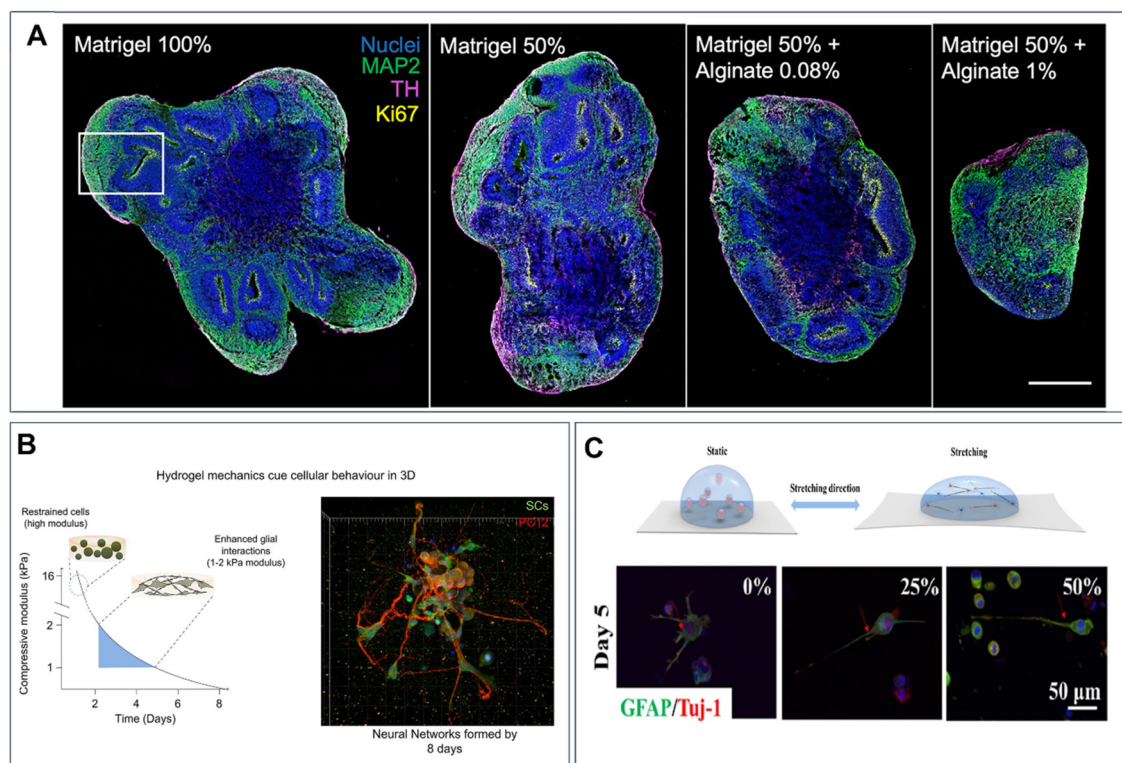 A
Matrigel 100%
Nuclei
MAP2
TH
Ki67
Matrigel 50%
Matrigel 50% +
Alginate 0.08%
Matrigel 50% +
Alginate 1%
B
Hydrogel mechanics cue cellular behaviour in 3D
Restrained cells
(high modulus)
Enhanced glial
interactions
(1-2 kPa modulus)
Compressive modulus (kPa)
16
2
1
2
4
6
8
Time (Days)
SCs
PC12
Neural Networks formed by
8 days
C
Static
Stretching
Stretching direction
Day 5
0%
25%
50%
GFAP/Tuj-1
50 µm